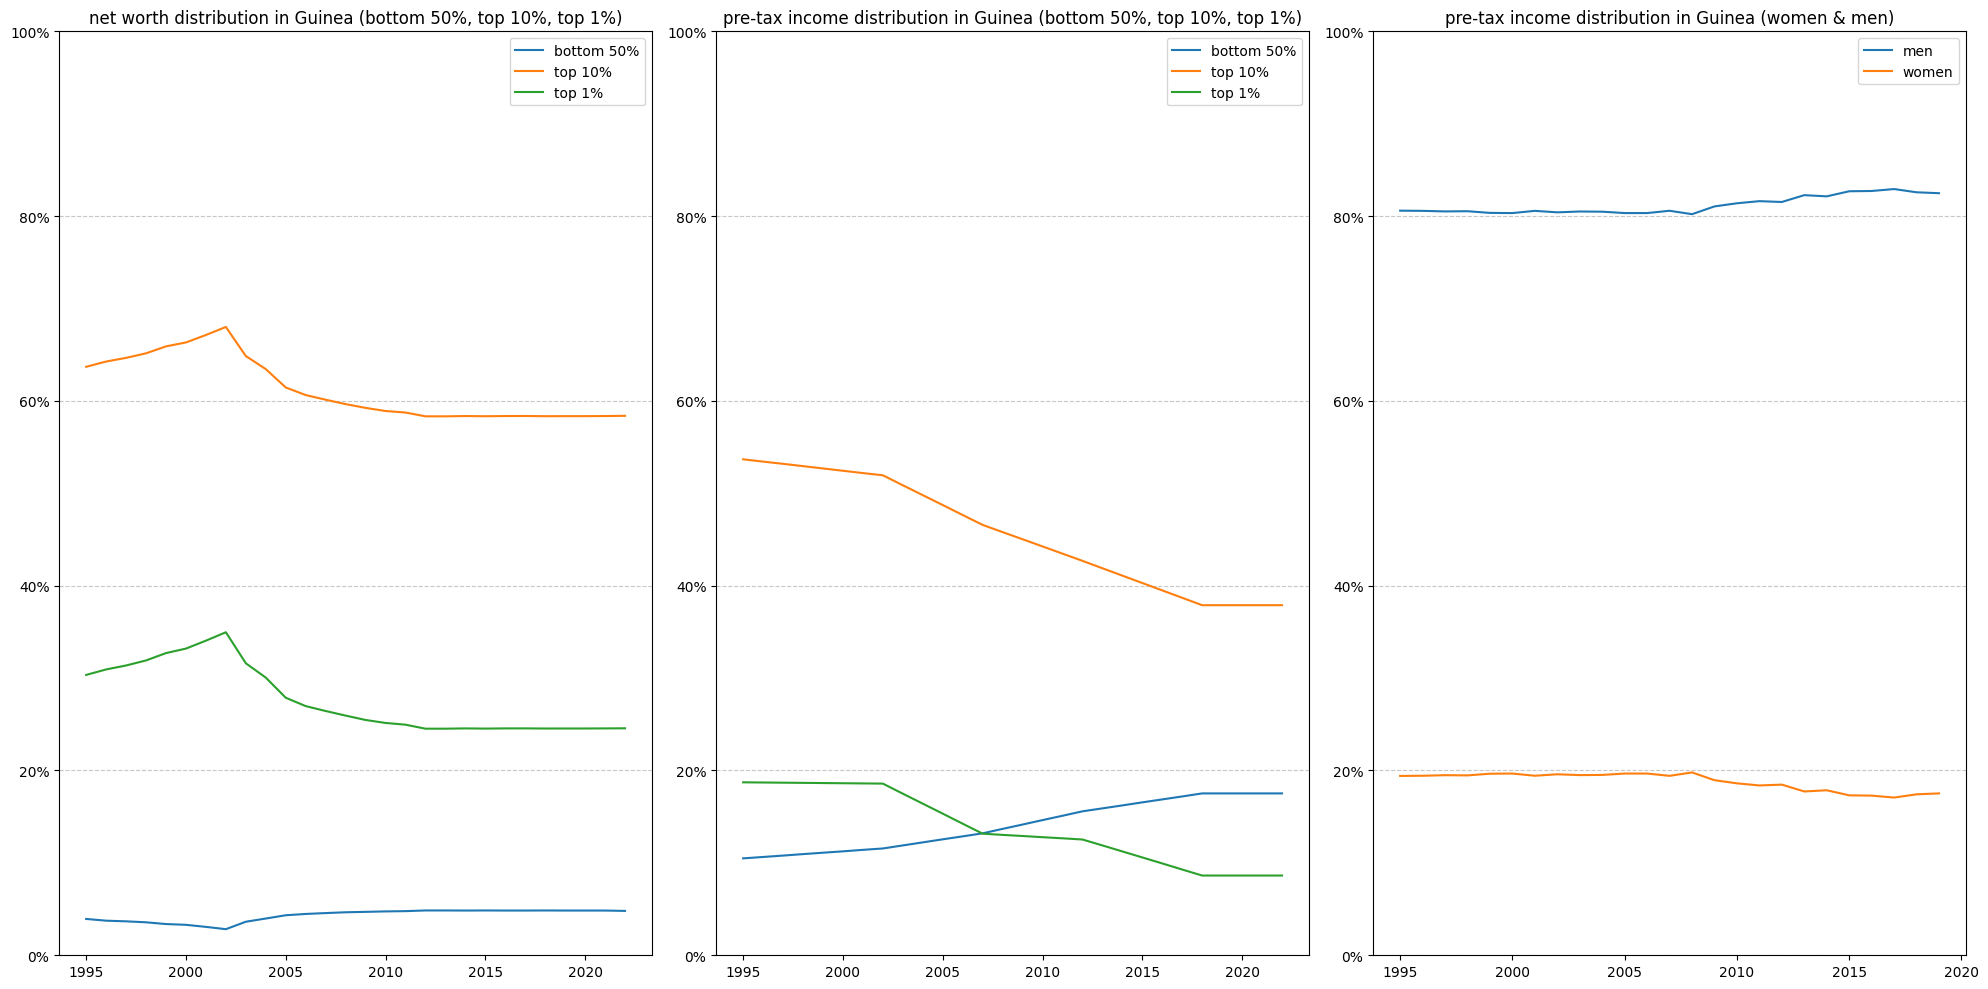 net worth distribution in Guinea (bottom 50%, top 10%, top 1%)
100%
80%
60%
40%
20%
0%
1995 2000 2005 2010 2015 2020
bottom 50%
top 10%
top 1%
pre-tax income distribution in Guinea (bottom 50%, top 10%, top 1%)
100%
80%
60%
40%
20%
0%
1995 2000 2005 2010 2015 2020
bottom 50%
top 10%
top 1%
pre-tax income distribution in Guinea (women & men)
100%
80%
60%
40%
20%
0%
1995 2000 2005 2010 2015 2020
men
women